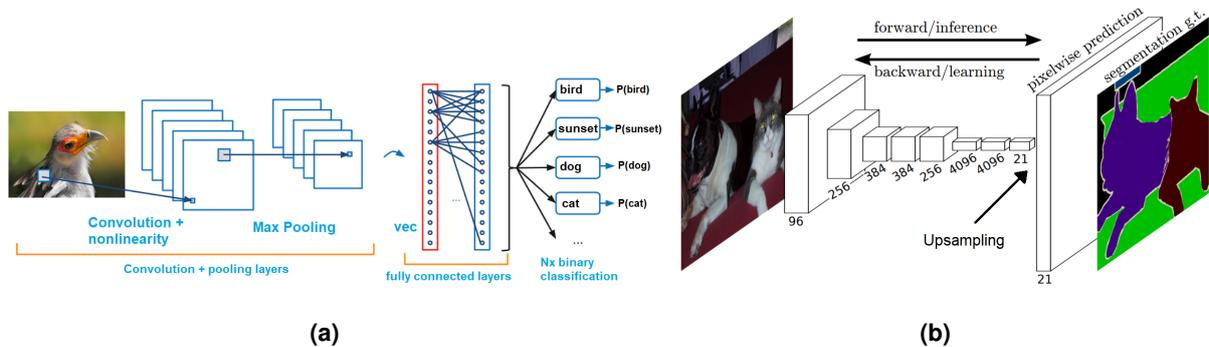 Convolution +
nonlinearity
Max Pooling
Convolution + pooling layers
vec
...
fully connected layers
bird
P(bird)
sunset
P(sunset)
dog
P(dog)
cat
P(cat)
...
Nx binary
classification
(a)
forward/inference
backward/learning
pixelwise prediction
segmentation g.t.
96
256
384
384
256
4096
4096
21
Upsampling
21
(b)